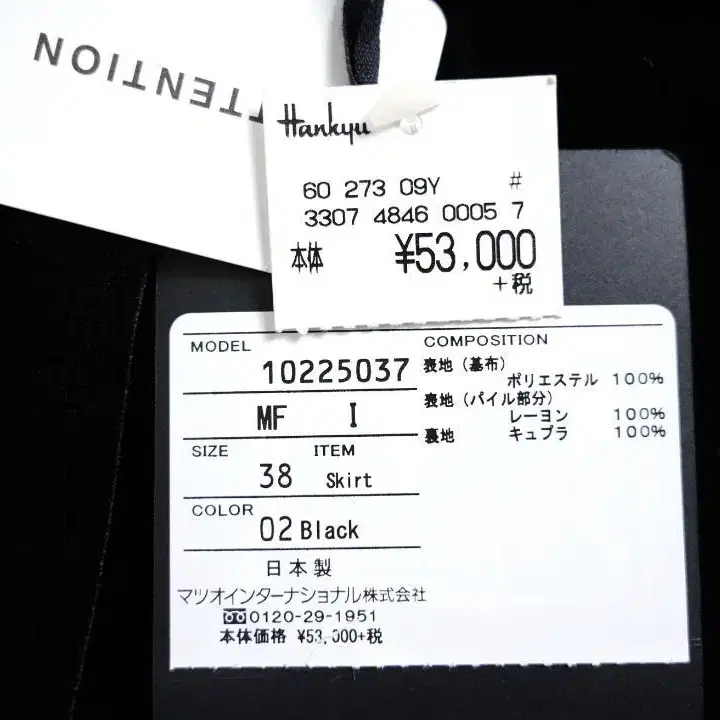 ATTENTION
Hankyu
60 273 09Y #
3307 4846 0005 7
本体 ¥53,000
+税
MODEL
10225037
MF I
SIZE ITEM
38 Skirt
COLOR
02 Black
日本製
マツオインターナショナル株式会社
0120-29-1951
本体価格 ¥53,000+税
COMPOSITION
表地(基布)
ポリエステル 100%
表地(パイル部分)
レーヨン 100%
裏地 キュプラ 100%